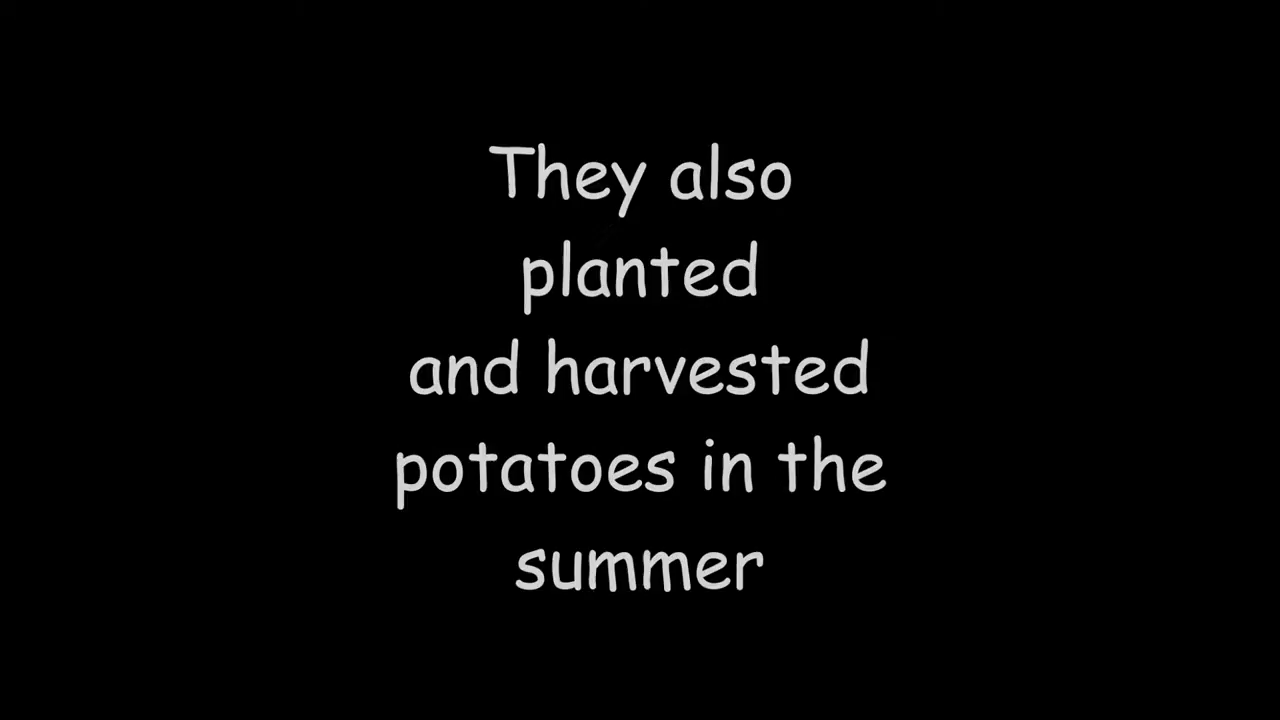 They also
planted
and harvested
potatoes in the
summer